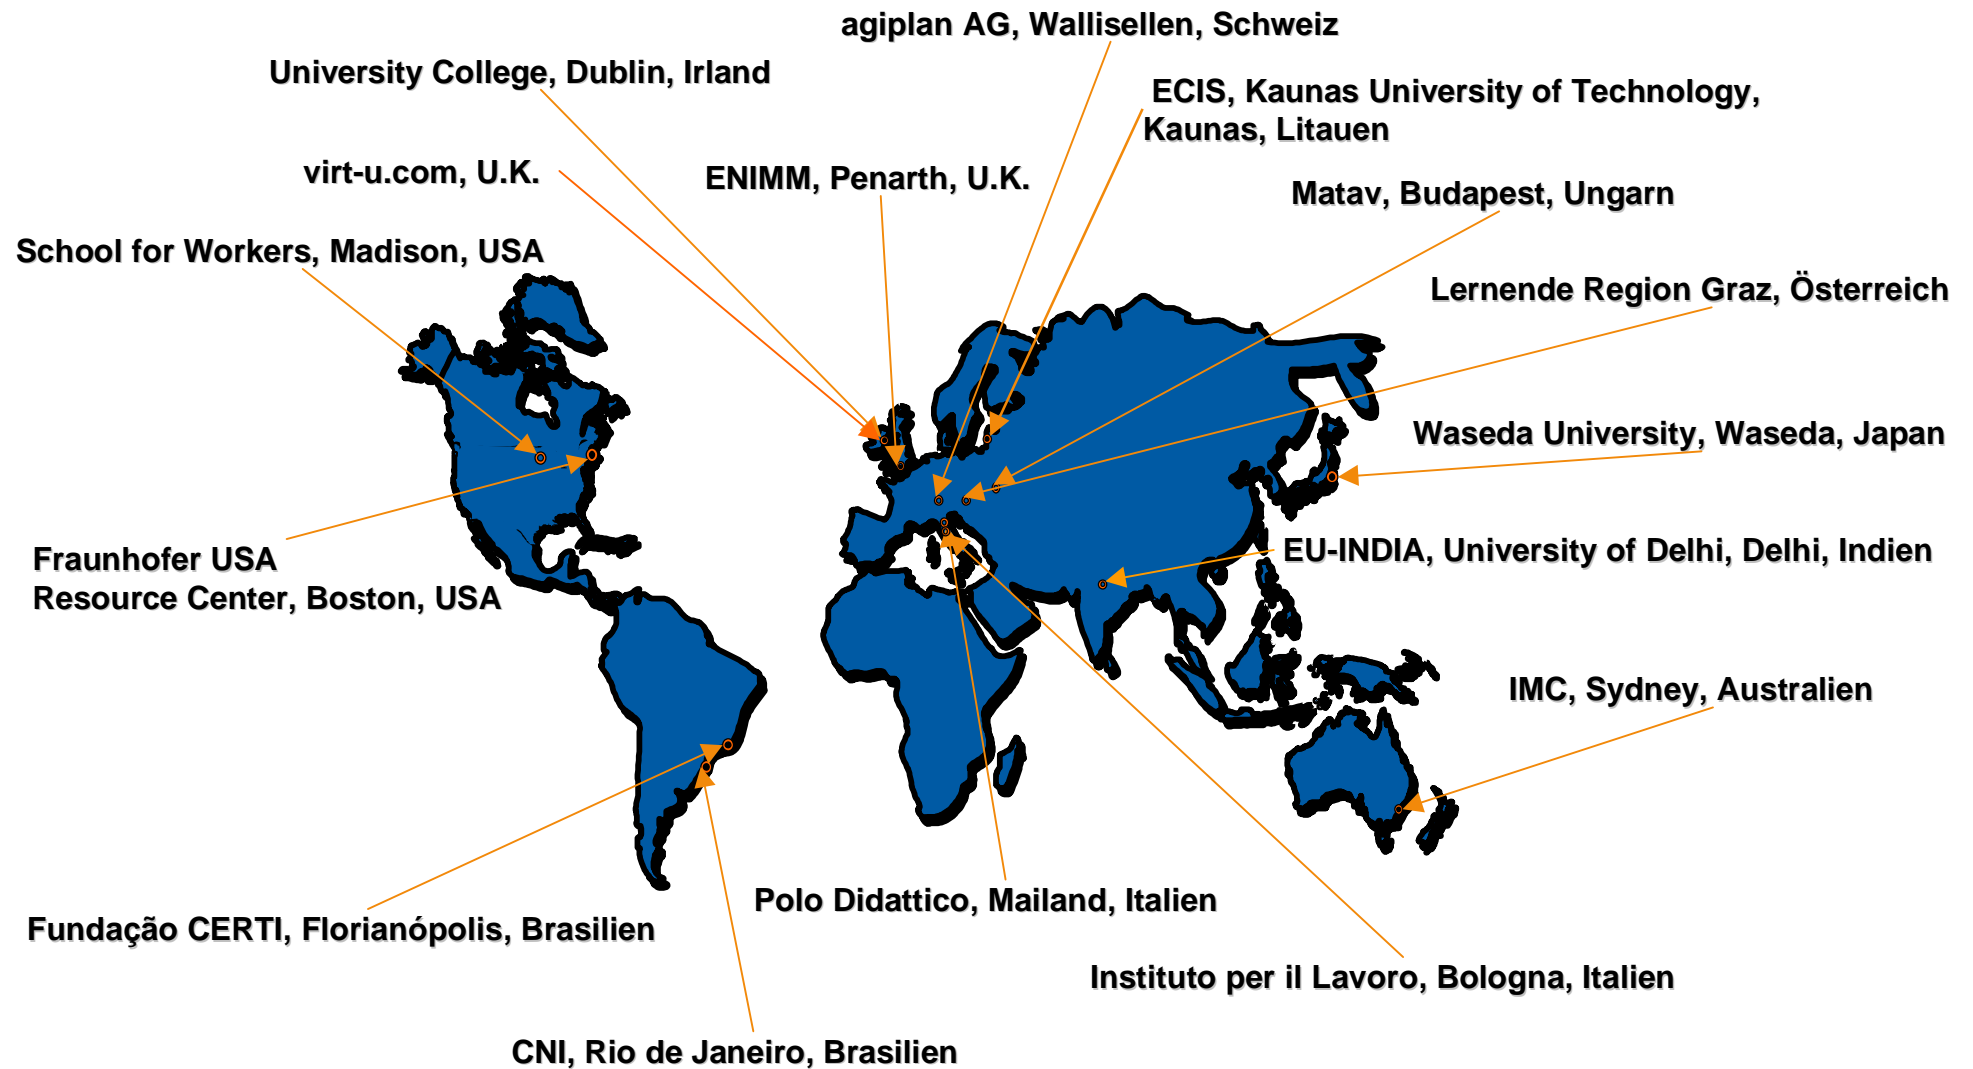 agiplan AG, Wallisellen, Schweiz
University College, Dublin, Irland
ECIS, Kaunas University of Technology,
Kaunas, Litauen
virt-u.com, U.K.
ENIMM, Penarth, U.K.
Matav, Budapest, Ungarn
School for Workers, Madison, USA
Lernende Region Graz, Österreich
Waseda University, Waseda, Japan
Fraunhofer USA
Resource Center, Boston, USA
EU-INDIA, University of Delhi, Delhi, Indien
IMC, Sydney, Australien
Polo Didattico, Mailand, Italien
Fundação CERTI, Florianópolis, Brasilien
Instituto per il Lavoro, Bologna, Italien
CNI, Rio de Janeiro, Brasilien